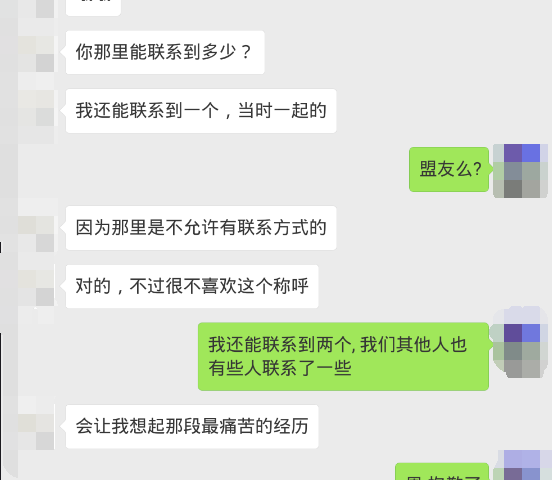 你那里能联系到多少？
我还能联系到一个，当时一起的
盟友么?
因为那里是不允许有联系方式的
对的，不过很不喜欢这个称呼
我还能联系到两个, 我们其他人也
有些人联系了一些
会让我想起那段最痛苦的经历